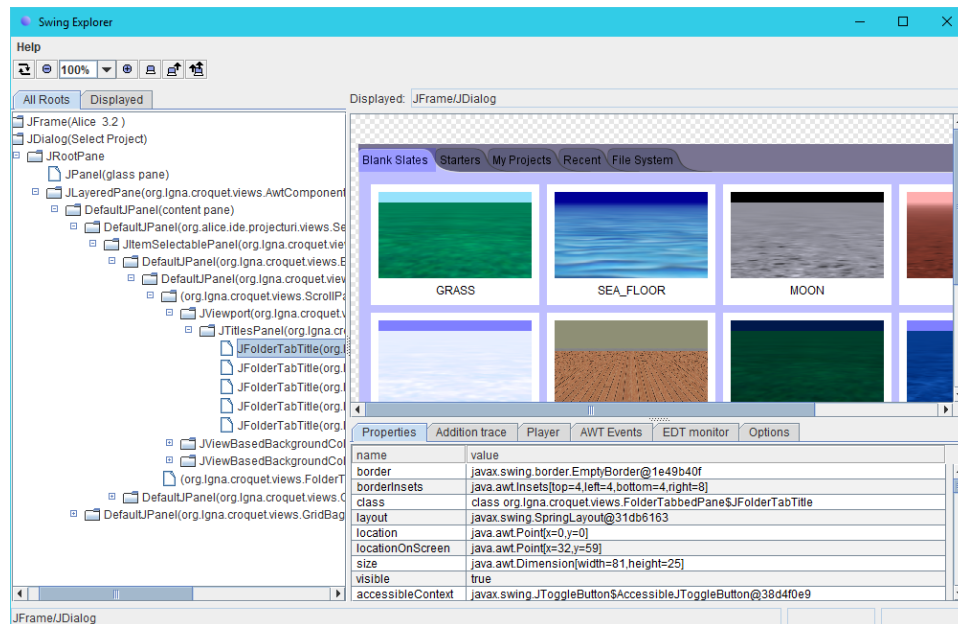 Swing Explorer
Help
100%
All Roots Displayed
Displayed: JFrame/JDialog
JFrame(Alice 3.2 )
JDialog(Select Project)
JRootPane
JPanel(glass pane)
JLayeredPane(org.lgna.croquet.views.AwtComponent
DefaultJPanel(content pane)
DefaultJPanel(org.alice.ide.projecturi.views.Se
JItemSelectablePanel(org.lgna.croquet.vie
DefaultJPanel(org.lgna.croquet.views.B
DefaultJPanel(org.lgna.croquet.view
(org.lgna.croquet.views.ScrollPa
JViewport(org.lgna.croquet.v
JTitlesPanel(org.lgna.cro
JFolderTabTitle(org.l
JFolderTabTitle(org.l
JFolderTabTitle(org.l
JFolderTabTitle(org.l
JFolderTabTitle(org.l
JViewBasedBackgroundCol
JViewBasedBackgroundCol
(org.lgna.croquet.views.FolderT
DefaultJPanel(org.lgna.croquet.views.C
DefaultJPanel(org.lgna.croquet.views.GridBag
Blank Slates Starters My Projects Recent File System
GRASS SEA_FLOOR MOON
Properties Addition trace Player AWT Events EDT monitor Options
name value
border javax.swing.border.EmptyBorder@1e49b40f
borderInsets java.awt.Insets[top=4,left=4,bottom=4,right=8]
class class org.lgna.croquet.views.FolderTabbedPane$JFolderTabTitle
layout javax.swing.SpringLayout@31db6163
location java.awt.Point[x=0,y=0]
locationOnScreen java.awt.Point[x=32,y=59]
size java.awt.Dimension[width=81,height=25]
visible true
accessibleContext javax.swing.JToggleButton$AccessibleJToggleButton@38d4f0e9
JFrame/JDialog